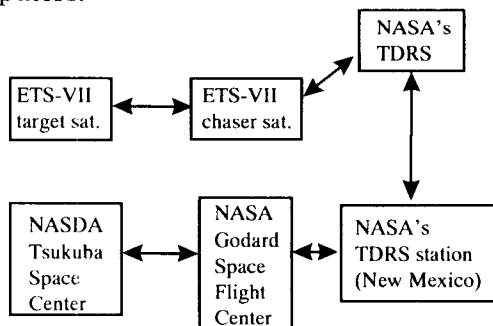 NASA's
TDRS
ETS-VII
target sat.
ETS-VII
chaser sat.
NASDA
Tsukuba
Space
Center
NASA
Godard
Space
Flight
Center
NASA's
TDRS station
(New Mexico)